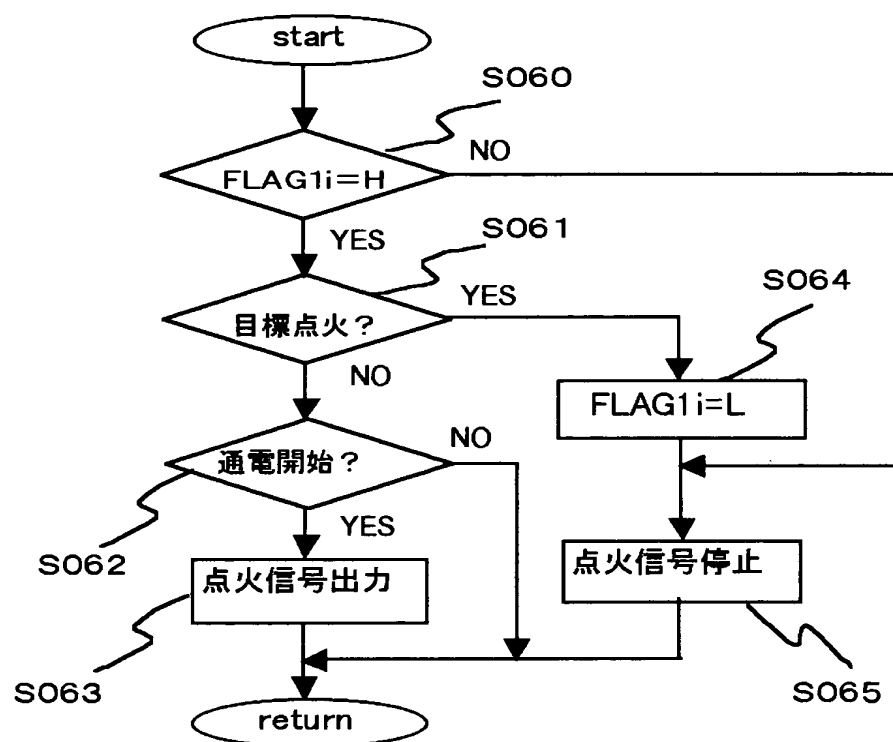 start
S060
FLAG1i=H
NO
YES
S061
目標点火?
YES
S064
NO
FLAG1i=L
通電開始?
NO
S062
YES
点火信号出力
点火信号停止
S063
S065
return